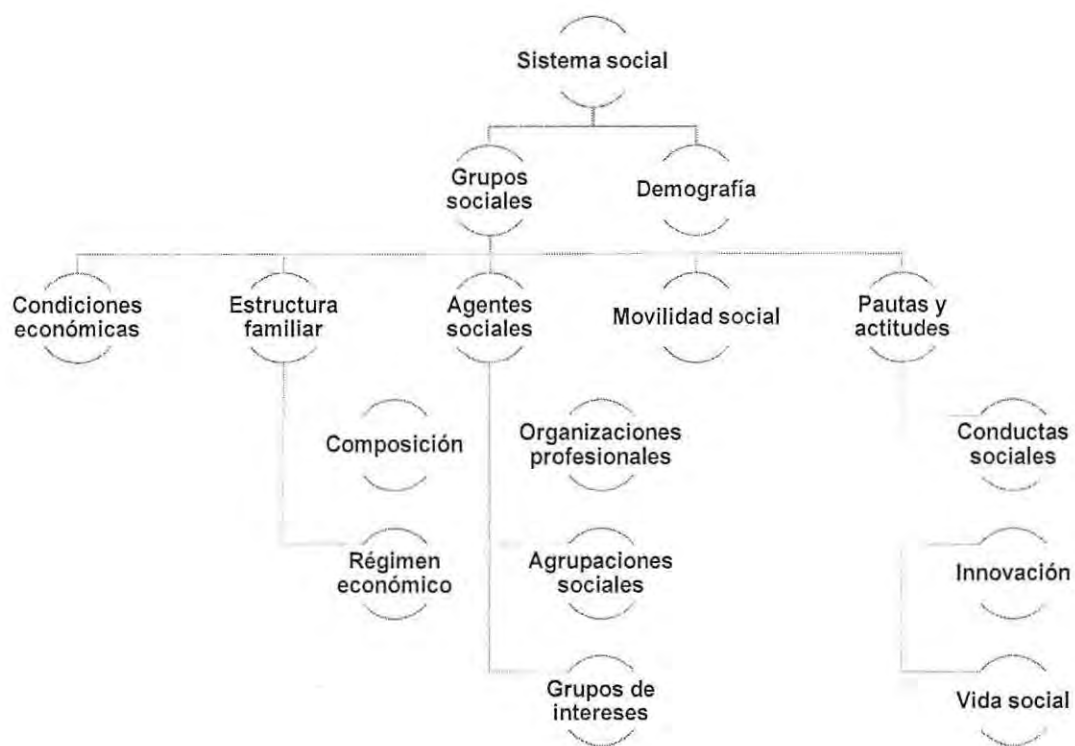 Sistema social
Grupos
sociales
Demografía
Condiciones
económicas
Estructura
familiar
Agentes
sociales
Movilidad social
Pautas y
actitudes
Composición
Organizaciones
profesionales
Conductas
sociales
Régimen
económico
Agrupaciones
sociales
Innovación
Grupos de
intereses
Vida social